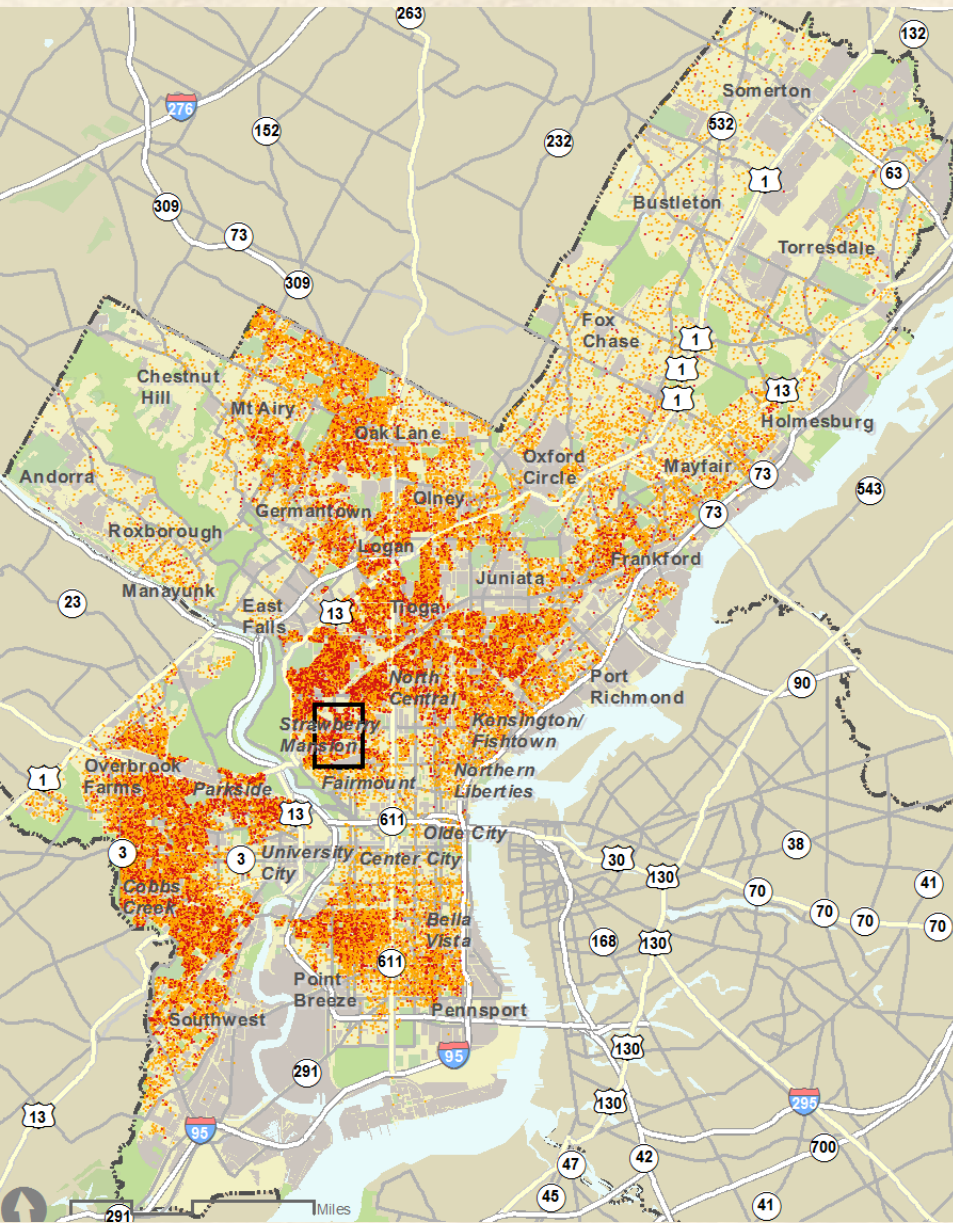 263
132
Somerton
276
152
532
232
1
63
309
Bustleton
73
Torresdale
309
Fox
Chase
1
1
Chestnut
Hill
13
1
Mt Airy
Holmesburg
Oak Lane
Oxford
Circle
Mayfair
73
Andorra
543
Olney
Germantown
73
Roxborough
Logan
Frankford
Juniata
Manayunk
23
East
Falls
13
Tioga
North
Central
Port
Richmond
90
Strawberry
Mansion
Kensington/
Fishtown
Overbrook
Farms
1
Parkside
Fairmount
Northern
Liberties
13
611
Olde City
38
3
3
University
City
Center City
30
130
41
Cobbs
Creek
70
70
70
70
Bella
Vista
168
130
611
Point
Breeze
Pennsport
Southwest
95
130
291
130
295
13
95
700
42
47
45
41
291
Miles